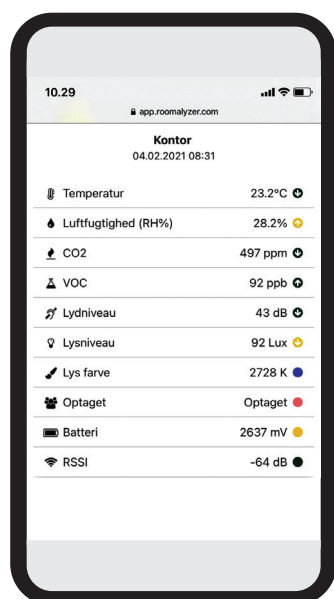 10.29
app.roomalyzer.com
Kontor
04.02.2021 08:31
Temperatur 23.2°C
Luftfugtighed (RH%) 28.2%
CO2 497 ppm
VOC 92 ppb
Lydniveau 43 dB
Lysniveau 92 Lux
Lys farve 2728 K
Optaget Optaget
Batteri 2637 mV
RSSI -64 dB